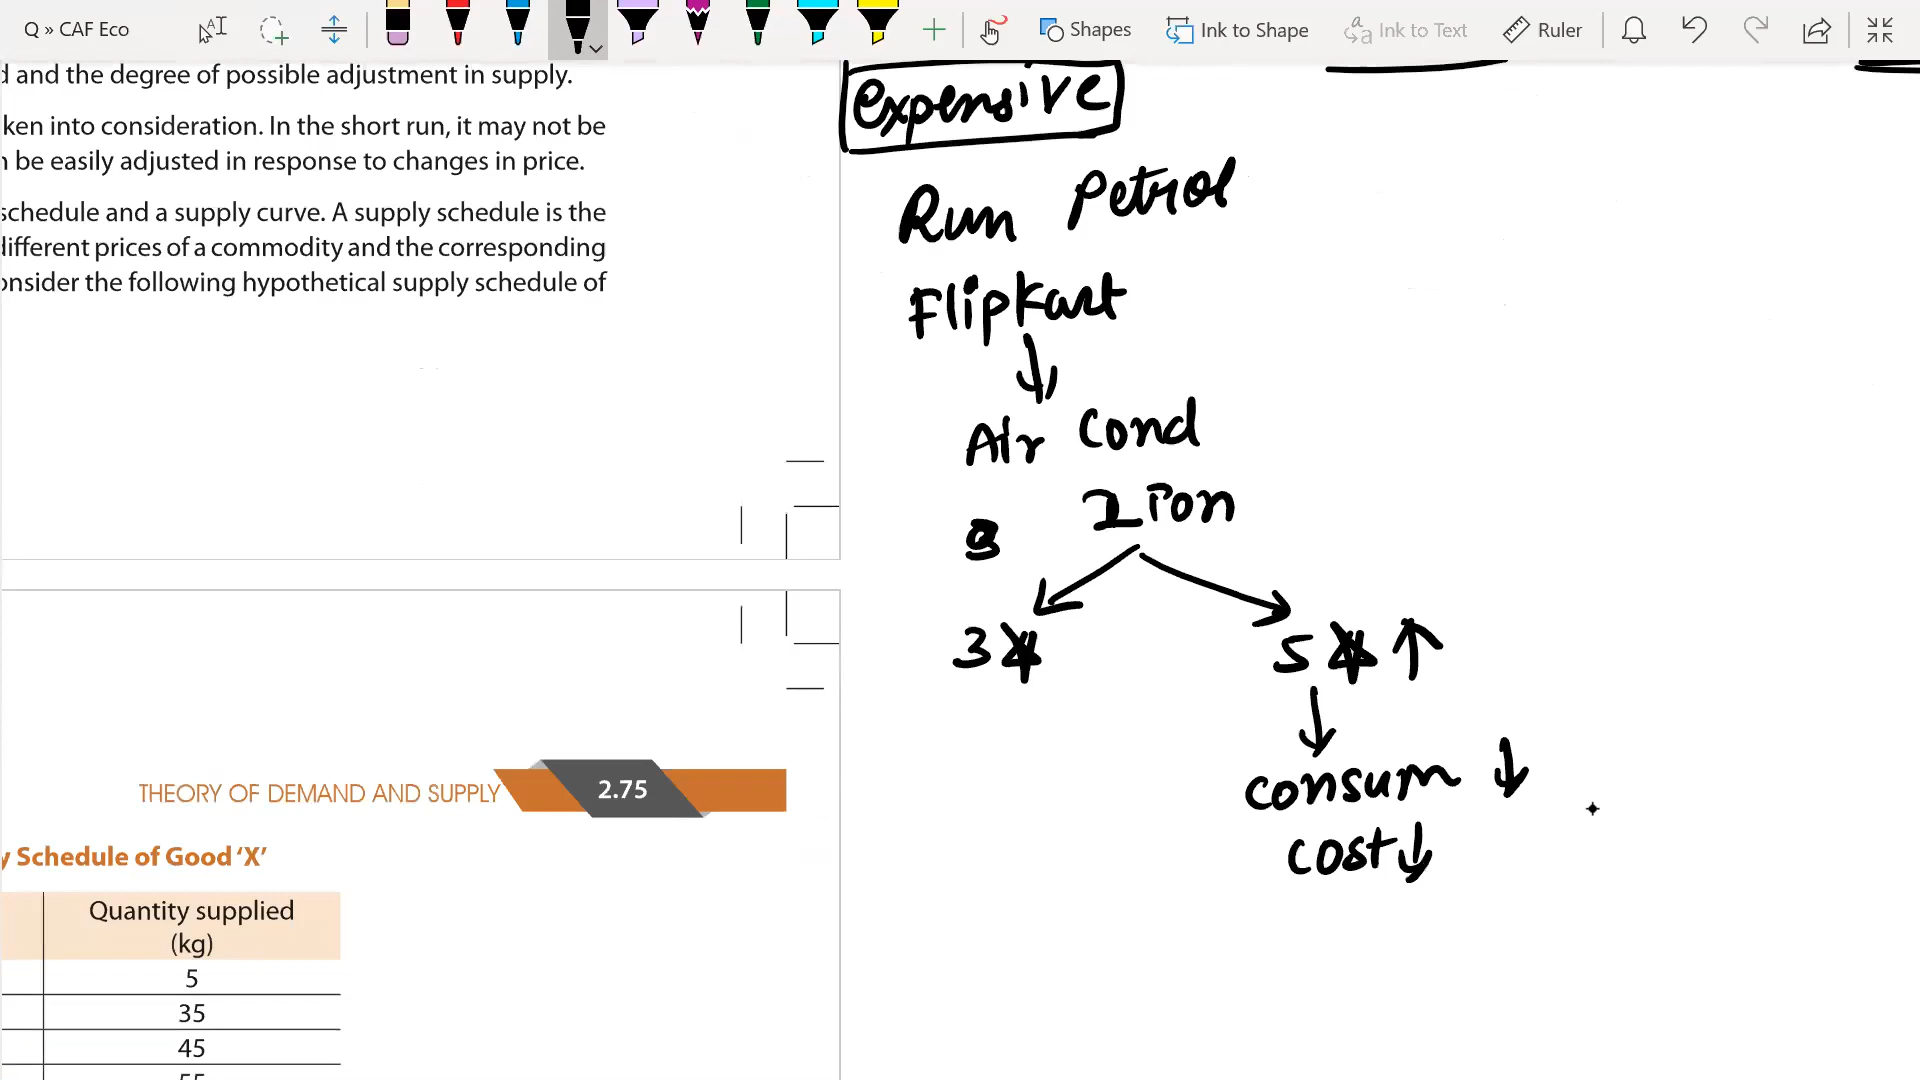 Q » CAF Eco
Shapes
Ink to Shape
Ink to Text
Ruler
and the degree of possible adjustment in supply.
ken into consideration. In the short run, it may not be
be easily adjusted in response to changes in price.
schedule and a supply curve. A supply schedule is the
different prices of a commodity and the corresponding
onsider the following hypothetical supply schedule of
THEORY OF DEMAND AND SUPPLY 2.75
y Schedule of Good ‘X’
Quantity supplied
(kg)
5
35
45
55
expensive
Run Petrol
Flipkart
Air Cond
Ton
3
5
consum
cost